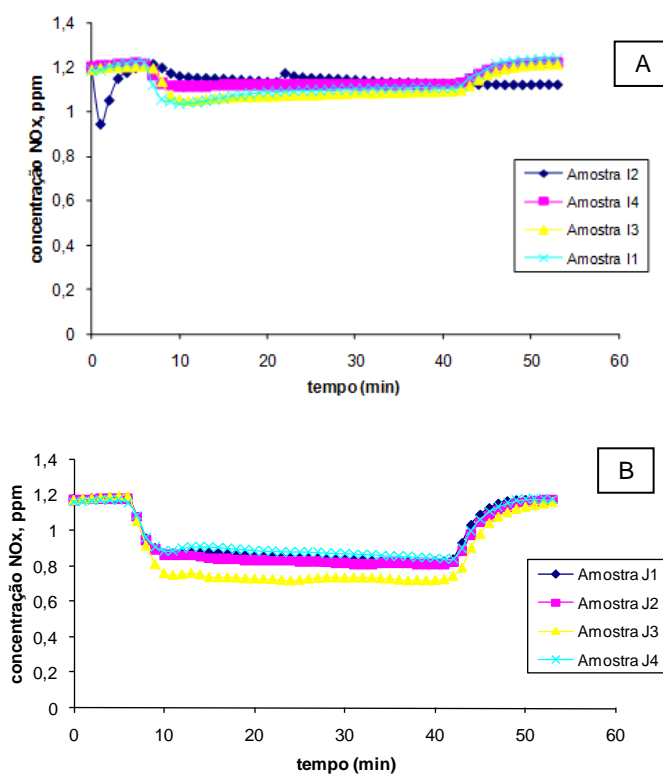 A
1,4
1,2
1
0,8
0,6
0,4
0,2
0
concentração NOx, ppm
Amostra I2
Amostra I4
Amostra I3
Amostra I1
0 10 20 30 40 50 60
tempo (min)
B
1,4
1,2
1
0,8
0,6
0,4
0,2
0
concentração NOx, ppm
Amostra J1
Amostra J2
Amostra J3
Amostra J4
0 10 20 30 40 50 60
tempo (min)